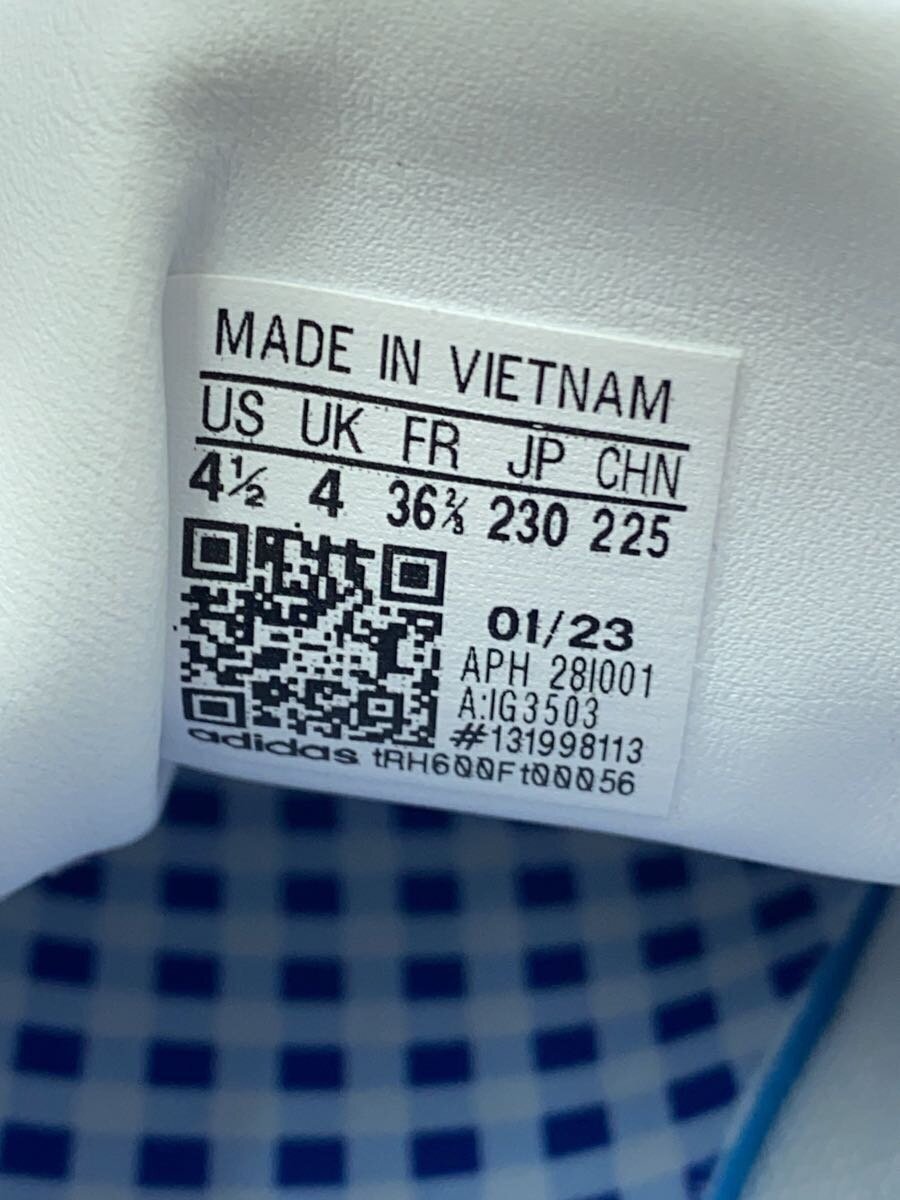 MADE IN VIETNAM
US UK FR JP CHN
4½ 4 36⅔ 230 225
01/23
APH 28I001
A:IG3503
#131998113
adidas tRH600Ft00056